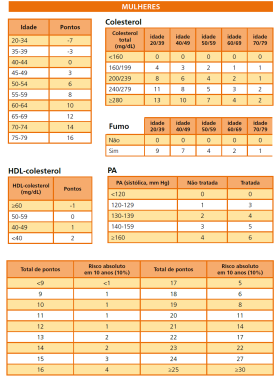 MULHERES
Idade Pontos
20-34 -7
35-39 -3
40-44 0
45-49 3
50-54 6
55-59 8
60-64 10
65-69 12
70-74 14
75-79 16
Colesterol
Colesterol total (mg/dL) idade 20/39 idade 40/49 idade 50/59 idade 60/69 idade 70/79
<160 0 0 0 0 0
160/199 4 3 2 1 1
200/239 8 6 4 2 1
240/279 11 8 5 3 2
≥280 13 10 7 4 2
Fumo idade 20/39 idade 40/49 idade 50/59 idade 60/69 idade 70/79
Não 0 0 0 0 0
Sim 9 7 4 2 1
HDL-colesterol
HDL-colesterol (mg/dL) Pontos
≥60 -1
50-59 0
40-49 1
<40 2
PA
PA (sistólica, mm Hg) Não tratada Tratada
<120 0 0
120-129 1 3
130-139 2 4
140-159 3 5
≥160 4 6
Total de pontos Risco absoluto em 10 anos (10%) Total de pontos Risco absoluto em 10 anos (10%)
<9 <1 17 5
9 1 18 6
10 1 19 8
11 1 20 11
12 1 21 14
13 2 22 17
14 2 23 22
15 3 24 27
16 4 ≥25 ≥30